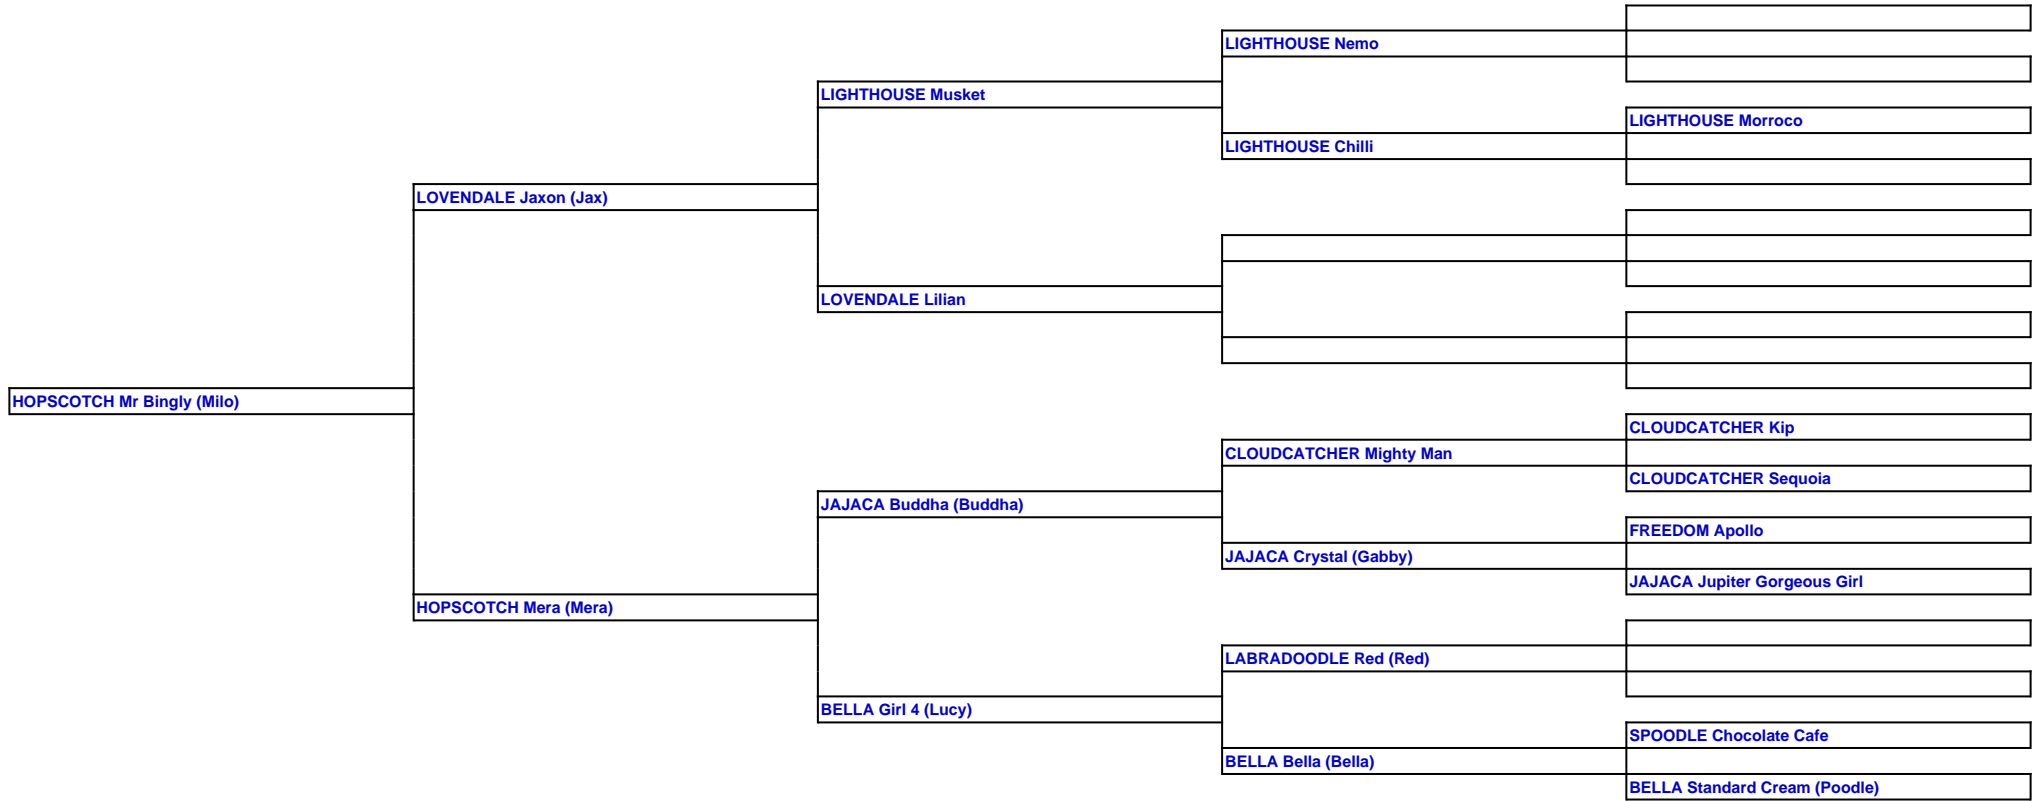 LIGHTHOUSE Nemo
LIGHTHOUSE Musket
LIGHTHOUSE Morroco
LIGHTHOUSE Chilli
LOVENDALE Jaxon (Jax)
LOVENDALE Lilian
HOPSCOTCH Mr Bingly (Milo)
CLOUDCATCHER Kip
CLOUDCATCHER Mighty Man
CLOUDCATCHER Sequoia
JAJACA Buddha (Buddha)
FREEDOM Apollo
JAJACA Crystal (Gabby)
JAJACA Jupiter Gorgeous Girl
HOPSCOTCH Mera (Mera)
LABRADOODLE Red (Red)
BELLA Girl 4 (Lucy)
SPOODLE Chocolate Cafe
BELLA Bella (Bella)
BELLA Standard Cream (Poodle)